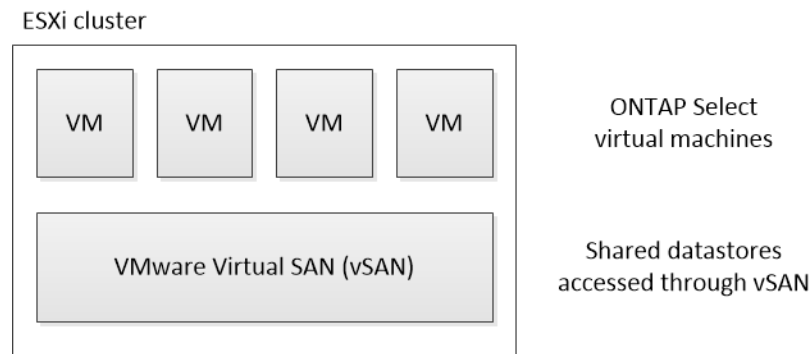 ESXi cluster
VM VM VM VM
ONTAP Select
virtual machines
VMware Virtual SAN (vSAN)
Shared datastores
accessed through vSAN